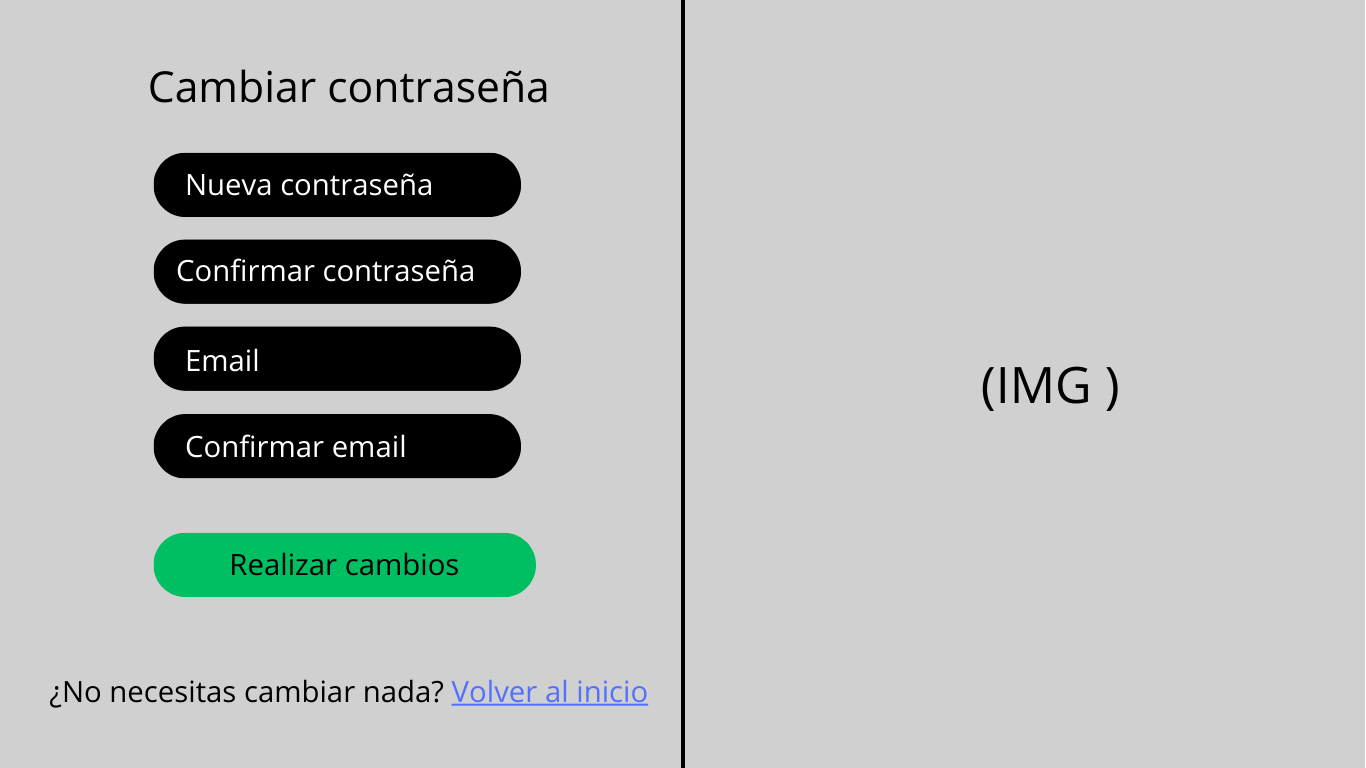 Cambiar contraseña
Nueva contraseña
Confirmar contraseña
Email
Confirmar email
Realizar cambios
¿No necesitas cambiar nada? Volver al inicio
(IMG )